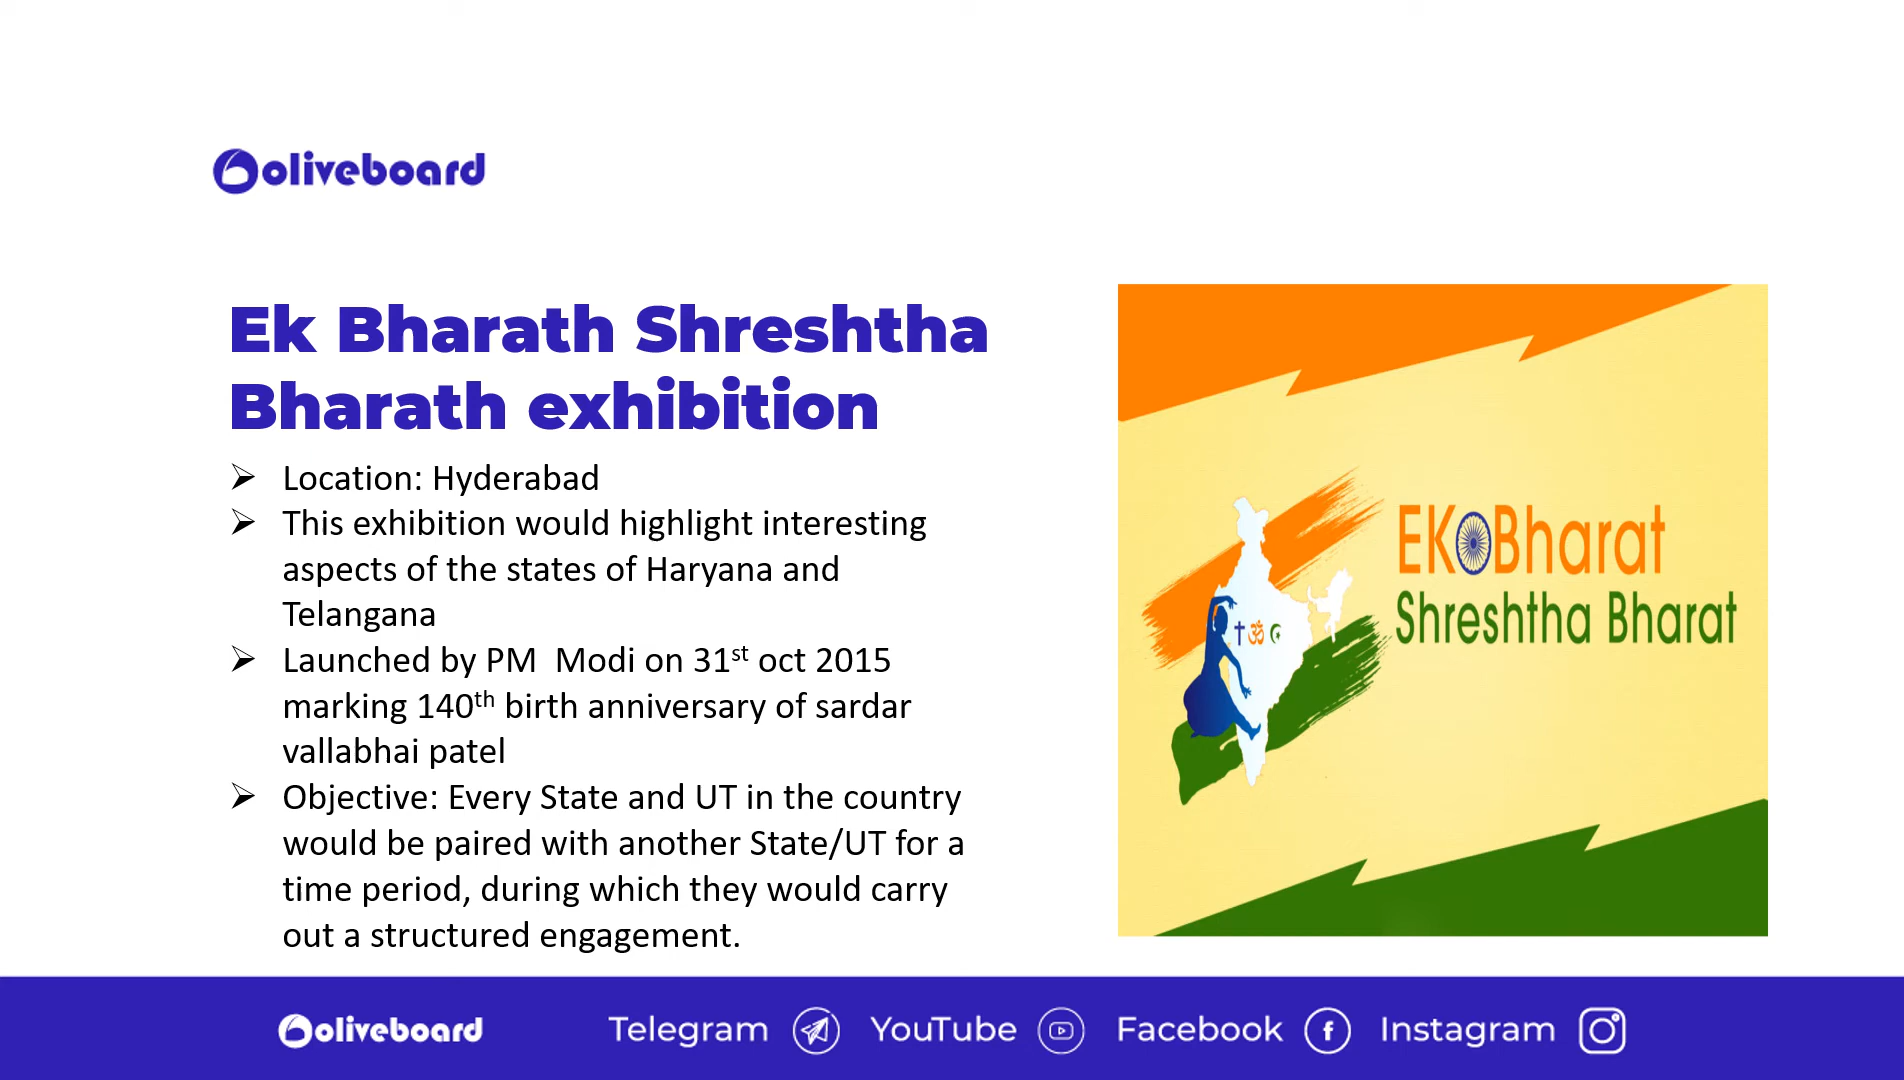 oliveboard
Ek Bharath Shreshtha
Bharath exhibition
➢ Location: Hyderabad
➢ This exhibition would highlight interesting
aspects of the states of Haryana and
Telangana
➢ Launched by PM  Modi on 31st oct 2015
marking 140th birth anniversary of sardar
vallabhai patel
➢ Objective: Every State and UT in the country
would be paired with another State/UT for a
time period, during which they would carry
out a structured engagement.
ॐ
EK Bharat
Shreshtha Bharat
oliveboard Telegram YouTube Facebook Instagram